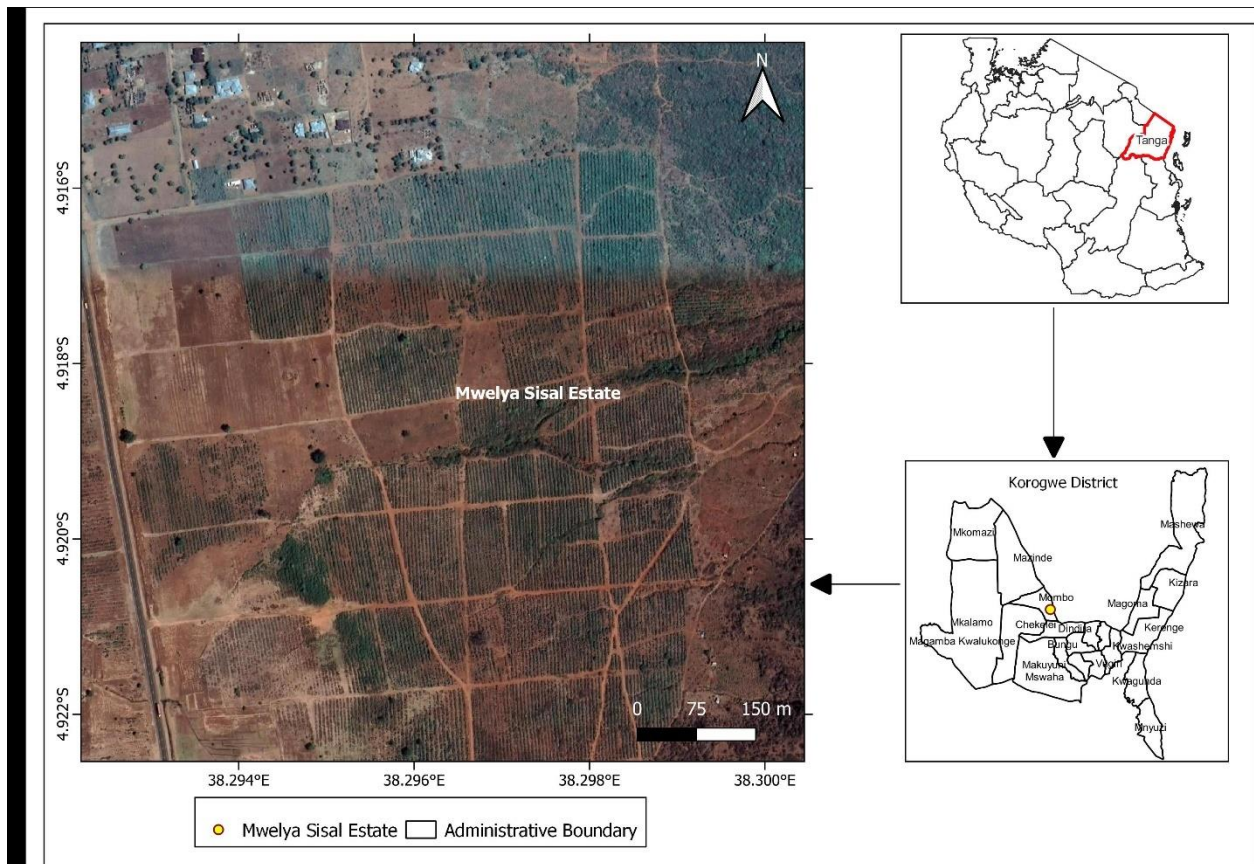 N
Tanga
4.916°S
4.918°S
4.920°S
4.922°S
Mwelya Sisal Estate
0 75 150 m
38.294°E 38.296°E 38.298°E 38.300°E
Korogwe District
Mkomazi
Mashewa
Mazinde
Kizara
Mombo
Magoma
Mkalamo
Chekelei
Dindira
Kerenge
Magamba Kwalukonge
Bungu
Kwashemshi
Makuyuni
Vugiri
Mswaha
Kwagunda
Mnyuzi
Mwelya Sisal Estate Administrative Boundary